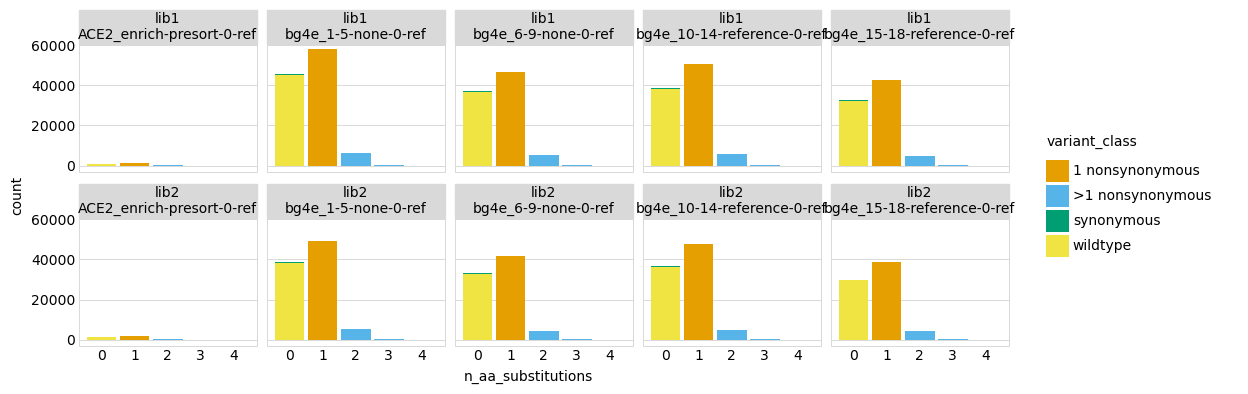 lib1
ACE2_enrich-presort-0-ref
lib1
bg4e_1-5-none-0-ref
lib1
bg4e_6-9-none-0-ref
lib1
bg4e_10-14-reference-0-ref
lib1
bg4e_15-18-reference-0-ref
60000
40000
20000
0
lib2
ACE2_enrich-presort-0-ref
lib2
bg4e_1-5-none-0-ref
lib2
bg4e_6-9-none-0-ref
lib2
bg4e_10-14-reference-0-ref
lib2
bg4e_15-18-reference-0-ref
60000
40000
20000
0
count
0 1 2 3 4
0 1 2 3 4
0 1 2 3 4
0 1 2 3 4
0 1 2 3 4
n_aa_substitutions
variant_class
1 nonsynonymous
>1 nonsynonymous
synonymous
wildtype